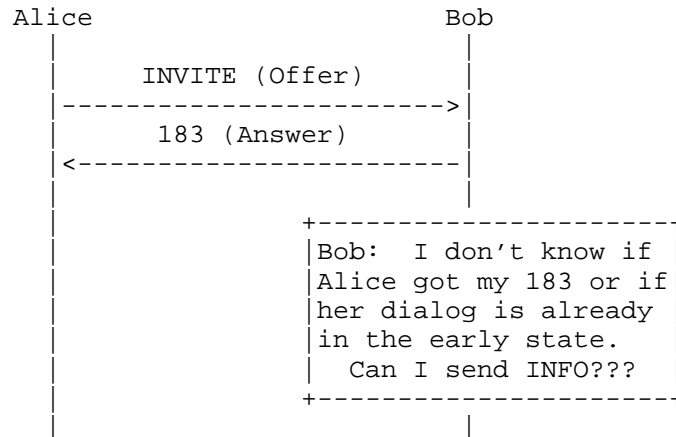 Alice Bob
INVITE (Offer)
183 (Answer)
Bob: I don't know if
Alice got my 183 or if
her dialog is already
in the early state.
Can I send INFO???